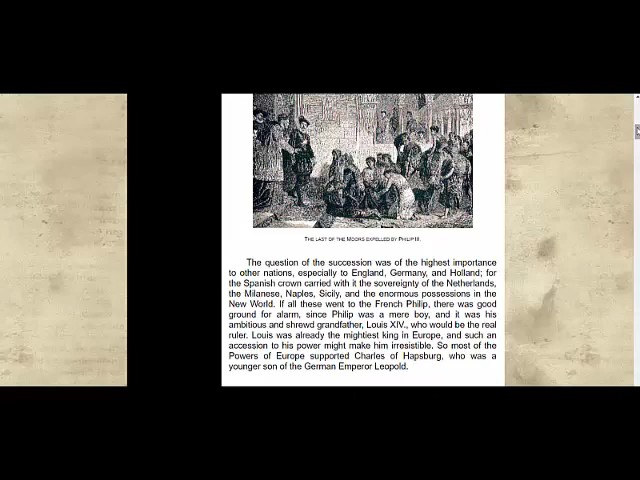 THE LAST OF THE MOORS EXPELLED BY PHILIP III.
The question of the succession was of the highest importance
to other nations, especially to England, Germany, and Holland; for
the Spanish crown carried with it the sovereignty of the Netherlands,
the Milanese, Naples, Sicily, and the enormous possessions in the
New World. If all these went to the French Philip, there was good
ground for alarm, since Philip was a mere boy, and it was his
ambitious and shrewd grandfather, Louis XIV., who would be the real
ruler. Louis was already the mightiest king in Europe, and such an
accession to his power might make him irresistible. So most of the
Powers of Europe supported Charles of Hapsburg, who was a
younger son of the German Emperor Leopold.